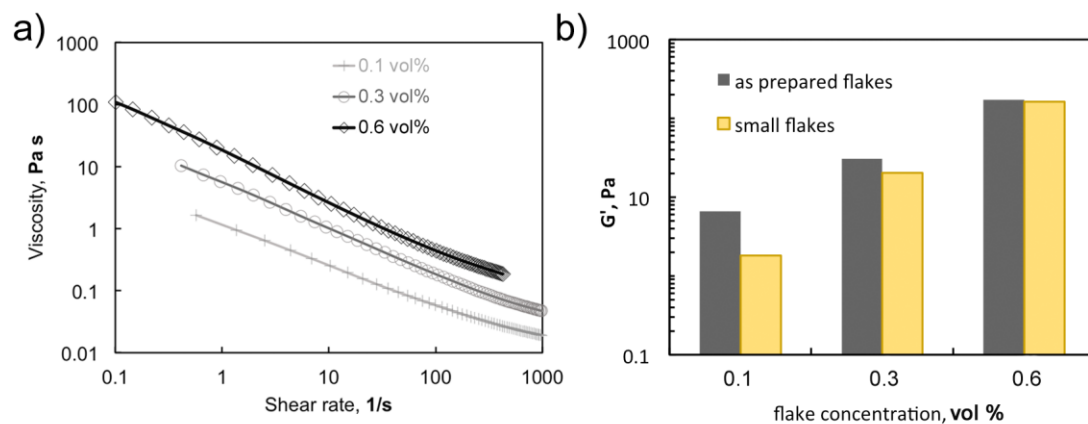 a)
1000
100
10
1
0.1
0.01
Viscosity, Pa s
0.1 vol%
0.3 vol%
0.6 vol%
0.1 1 10 100 1000
Shear rate, 1/s
b)
1000
10
0.1
G', Pa
as prepared flakes
small flakes
0.1 0.3 0.6
flake concentration, vol %